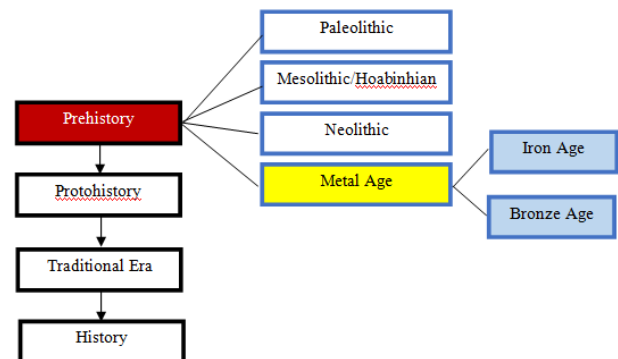 Paleolithic
Mesolithic/Hoabinhian
Prehistory
Neolithic
Iron Age
Metal Age
Protohistory
Bronze Age
Traditional Era
History